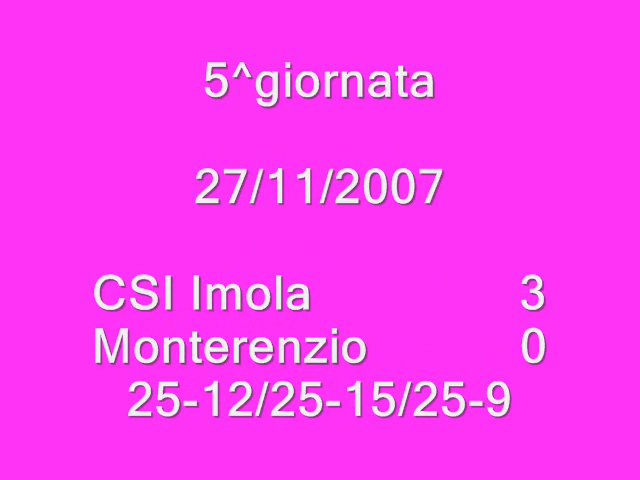 5^giornata
27/11/2007
CSI Imola 3
Monterenzio 0
25-12/25-15/25-9